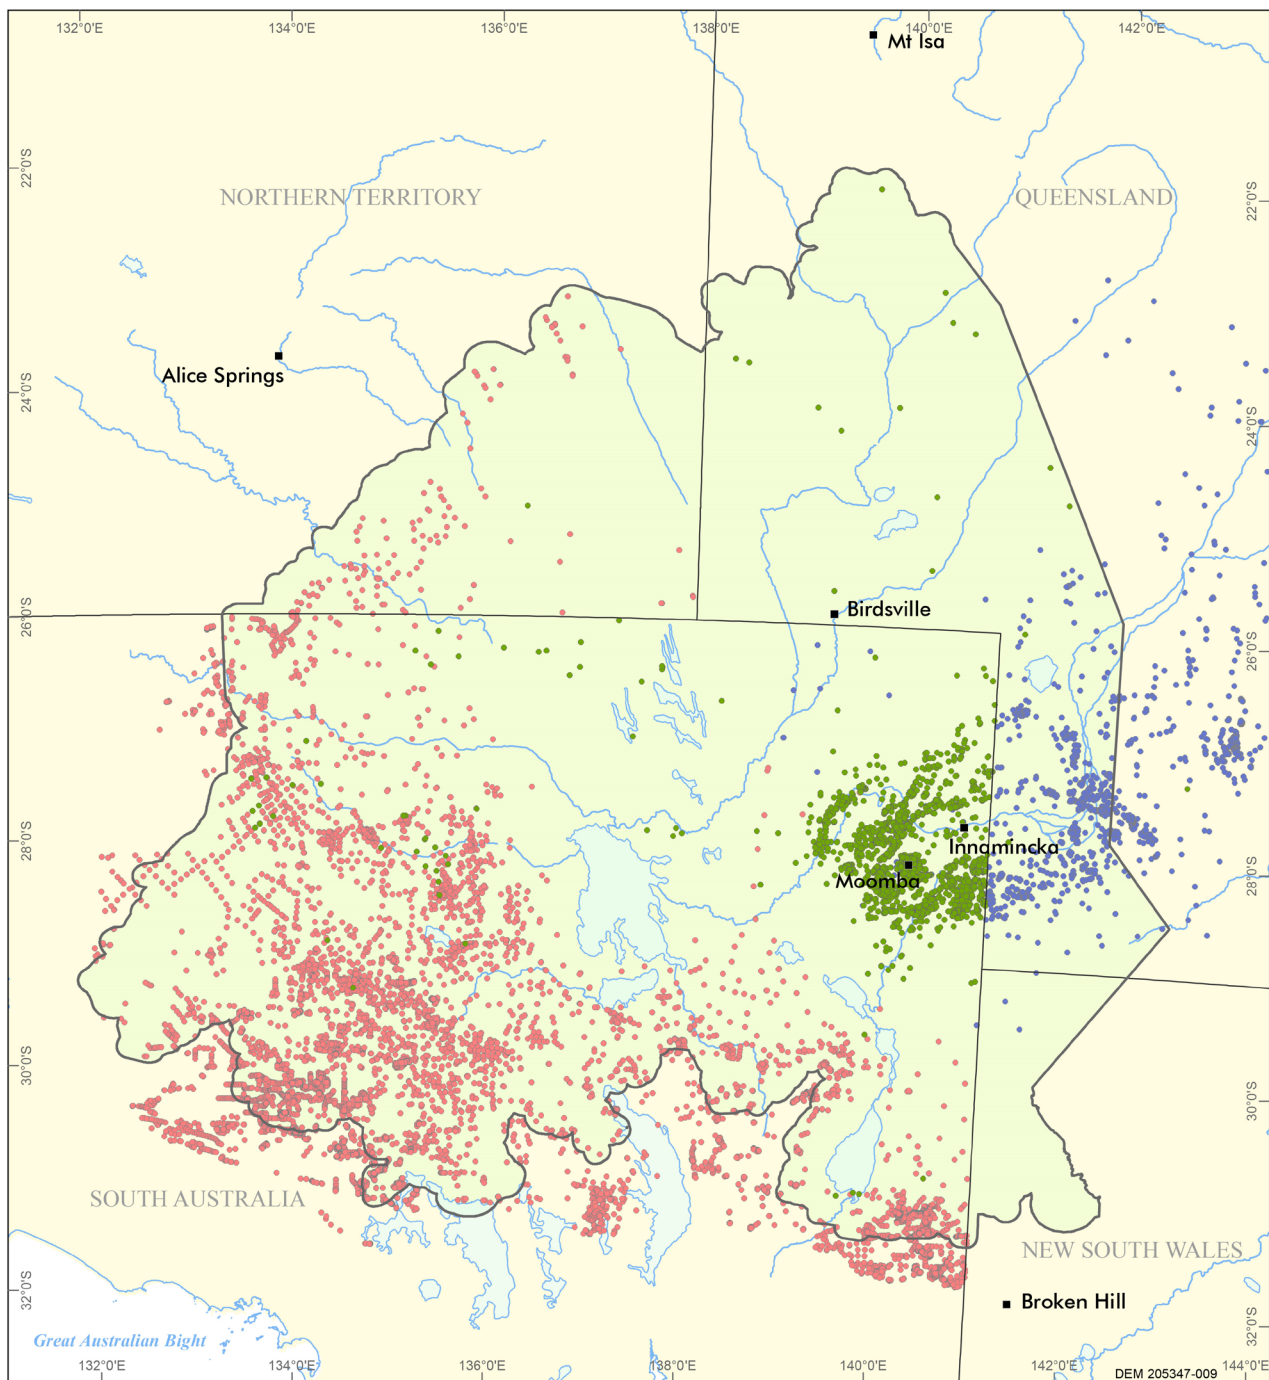 132°0'E 134°0'E 136°0'E 138°0'E 140°0'E 142°0'E
Mt Isa
22°0'S
NORTHERN TERRITORY
QUEENSLAND
22°0'S
Alice Springs
24°0'S
24°0'S
Birdsville
26°0'S
26°0'S
28°0'S
Innamincka
Moomba
28°0'S
30°0'S
30°0'S
SOUTH AUSTRALIA
NEW SOUTH WALES
32°0'S
Broken Hill
32°0'S
Great Australian Bight
132°0'E 134°0'E 136°0'E 138°0'E 140°0'E 142°0'E 144°0'E
DEM 205347-009